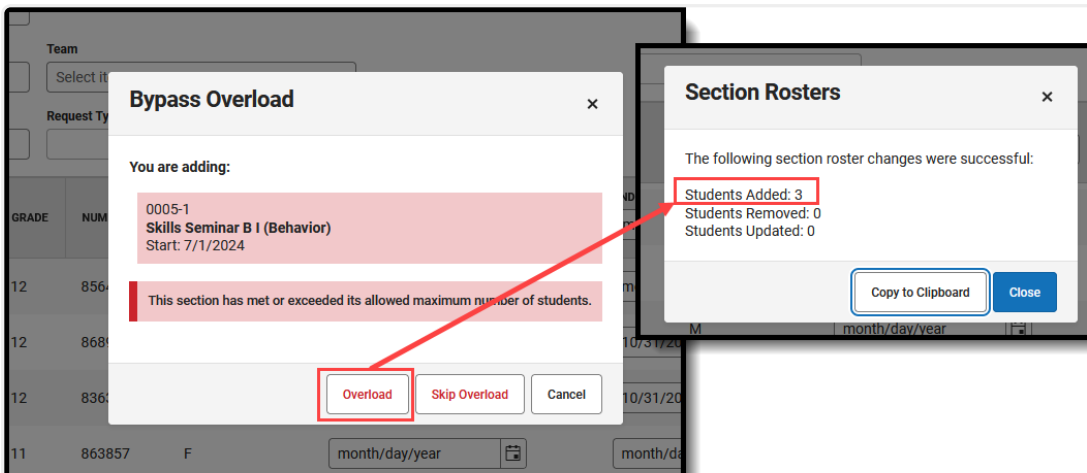 Team
Select it
Bypass Overload
×
Request Ty
You are adding:
0005-1
Skills Seminar B I (Behavior)
Start: 7/1/2024
GRADE
NUM
12
This section has met or exceeded its allowed maximum number of students.
12
868
10/31/20
12
836
Overload
Skip Overload
Cancel
10/31/20
11
863857
F
month/day/year
month/da
Section Rosters
×
The following section roster changes were successful:
Students Added: 3
Students Removed: 0
Students Updated: 0
Copy to Clipboard
Close
M
month/day/year